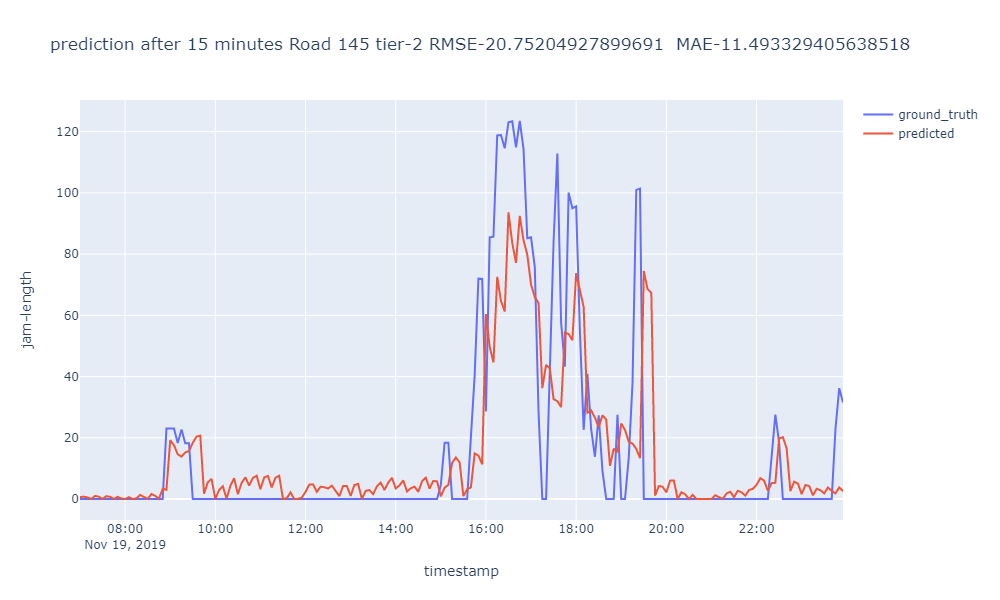 prediction after 15 minutes Road 145 tier-2 RMSE-20.75204927899691  MAE-11.493329405638518
ground_truth
predicted
120
100
80
60
40
20
0
jam-length
08:00 10:00 12:00 14:00 16:00 18:00 20:00 22:00
Nov 19, 2019
timestamp